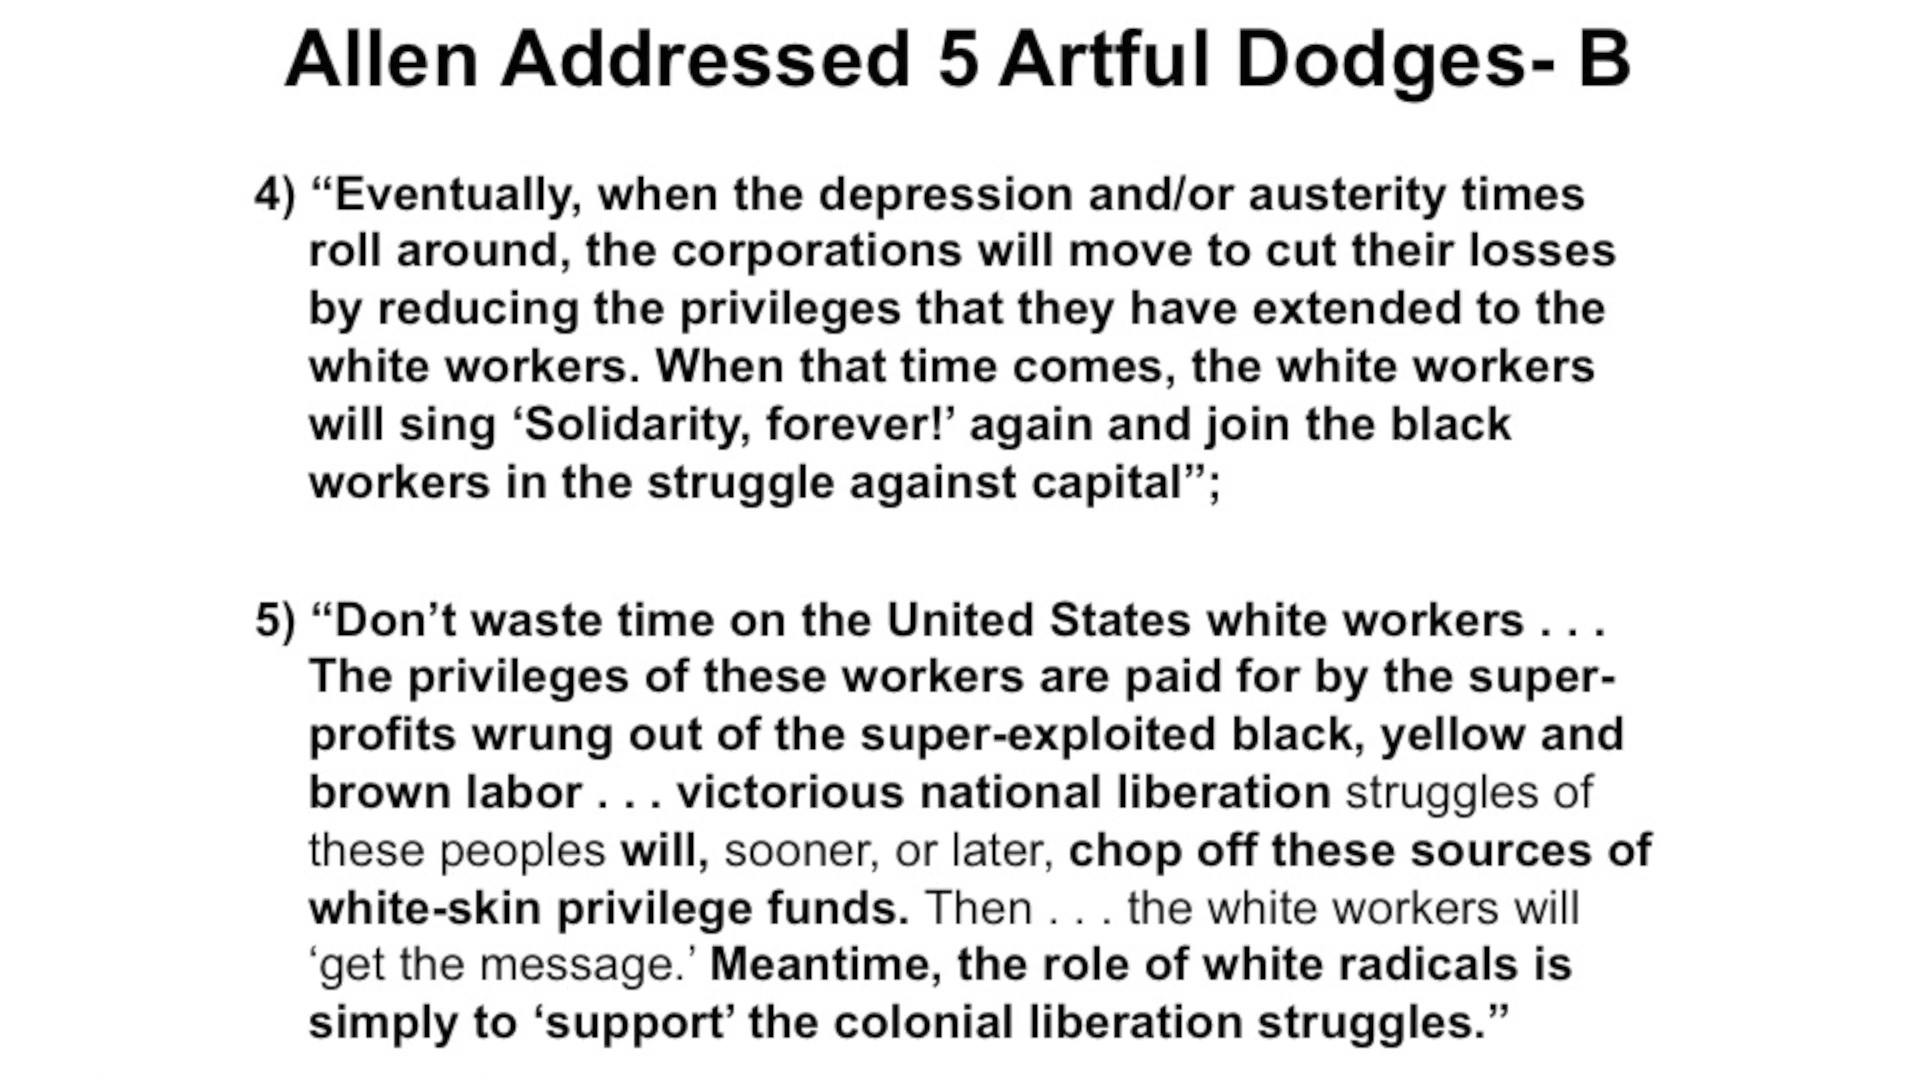 Allen Addressed 5 Artful Dodges- B
4) “Eventually, when the depression and/or austerity times
roll around, the corporations will move to cut their losses
by reducing the privileges that they have extended to the
white workers. When that time comes, the white workers
will sing ‘Solidarity, forever!’ again and join the black
workers in the struggle against capital”;
5) “Don’t waste time on the United States white workers . . .
The privileges of these workers are paid for by the super-
profits wrung out of the super-exploited black, yellow and
brown labor . . . victorious national liberation struggles of
these peoples will, sooner, or later, chop off these sources of
white-skin privilege funds. Then . . . the white workers will
‘get the message.’ Meantime, the role of white radicals is
simply to ‘support’ the colonial liberation struggles.”